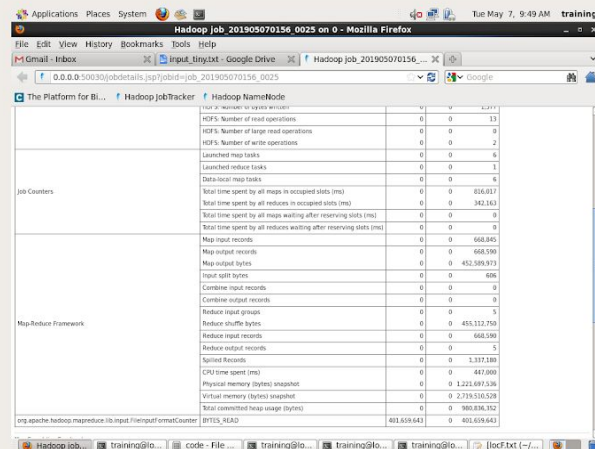 Applications Places System Tue May 7, 9:49 AM training
Hadoop job_201905070156_0025 on 0 - Mozilla Firefox
File Edit View History Bookmarks Tools Help
Gmail - Inbox input_tiny.txt - Google Drive Hadoop job_201905070156_...
0.0.0.0:50030/jobdetails.jsp?jobid=job_201905070156_0025 Google
The Platform for Bi... Hadoop JobTracker Hadoop NameNode
HDFS: Number of bytes written 0 0
HDFS: Number of read operations 0 0 13
HDFS: Number of large read operations 0 0 0
HDFS: Number of write operations 0 0 2
Job Counters
Launched map tasks 0 0 6
Launched reduce tasks 0 0 1
Data-local map tasks 0 0 6
Total time spent by all maps in occupied slots (ms) 0 0 816,017
Total time spent by all reduces in occupied slots (ms) 0 0 342,163
Total time spent by all maps waiting after reserving slots (ms) 0 0 0
Total time spent by all reduces waiting after reserving slots (ms) 0 0 0
Map-Reduce Framework
Map input records 0 0 668,845
Map output records 0 0 668,590
Map output bytes 0 0 452,589,973
Input split bytes 0 0 606
Combine input records 0 0 0
Combine output records 0 0 0
Reduce input groups 0 0 5
Reduce shuffle bytes 0 0 455,112,750
Reduce input records 0 0 668,590
Reduce output records 0 0 5
Spilled Records 0 0 1,337,180
CPU time spent (ms) 0 0 447,000
Physical memory (bytes) snapshot 0 0 1,221,697,536
Virtual memory (bytes) snapshot 0 0 2,719,510,528
Total committed heap usage (bytes) 0 0 980,836,352
org.apache.hadoop.mapreduce.lib.input.FileInputFormatCounter BYTES_READ 401,659,643 0 401,659,643
Hadoop job... training@lo... code - File ... training@lo... training@lo... training@lo... [locF.txt (~/...